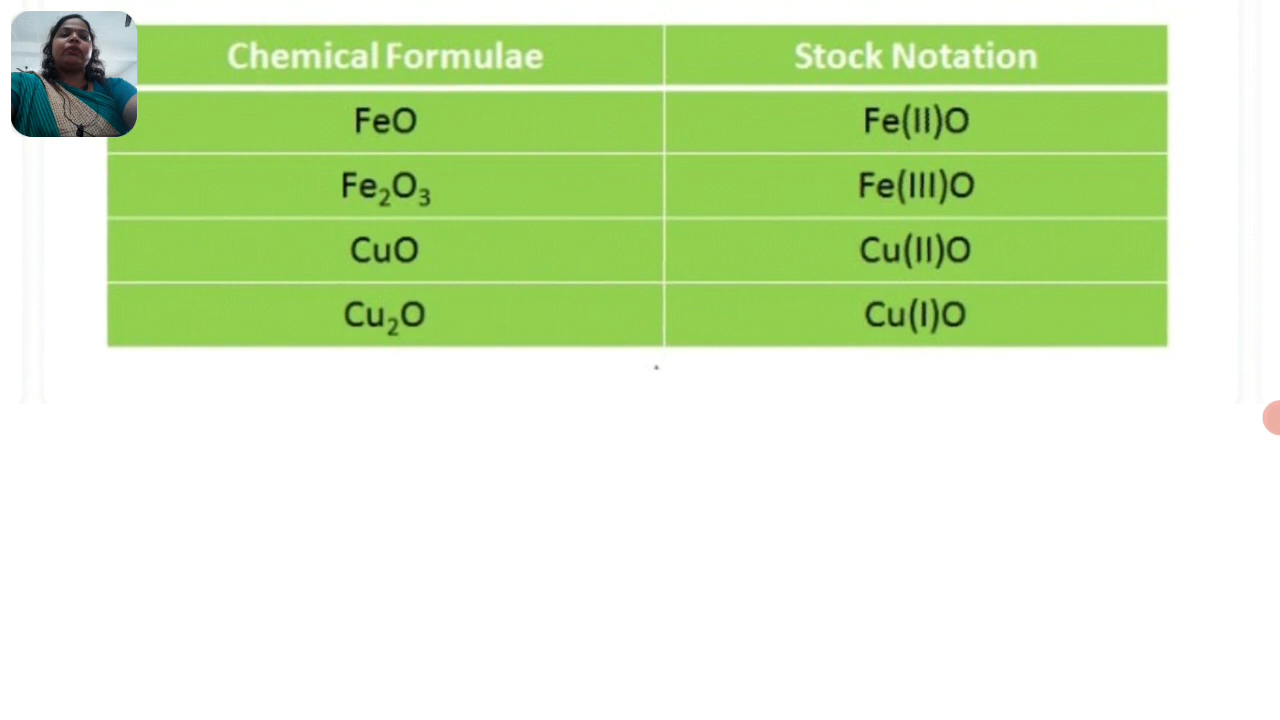 Chemical Formulae Stock Notation
FeO Fe(II)O
Fe₂O₃ Fe(III)O
CuO Cu(II)O
Cu₂O Cu(I)O